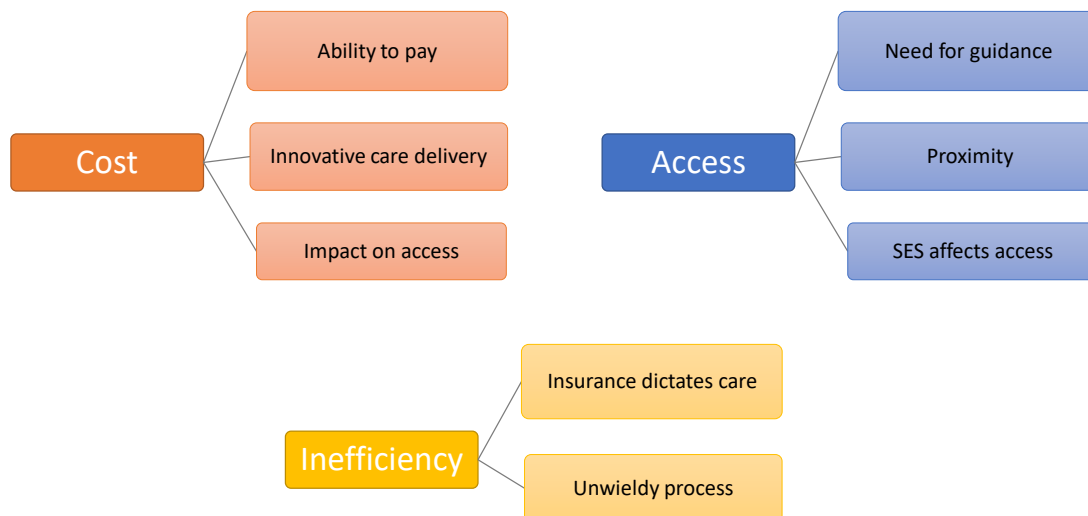 Cost
Ability to pay
Innovative care delivery
Impact on access
Access
Need for guidance
Proximity
SES affects access
Inefficiency
Insurance dictates care
Unwieldy process